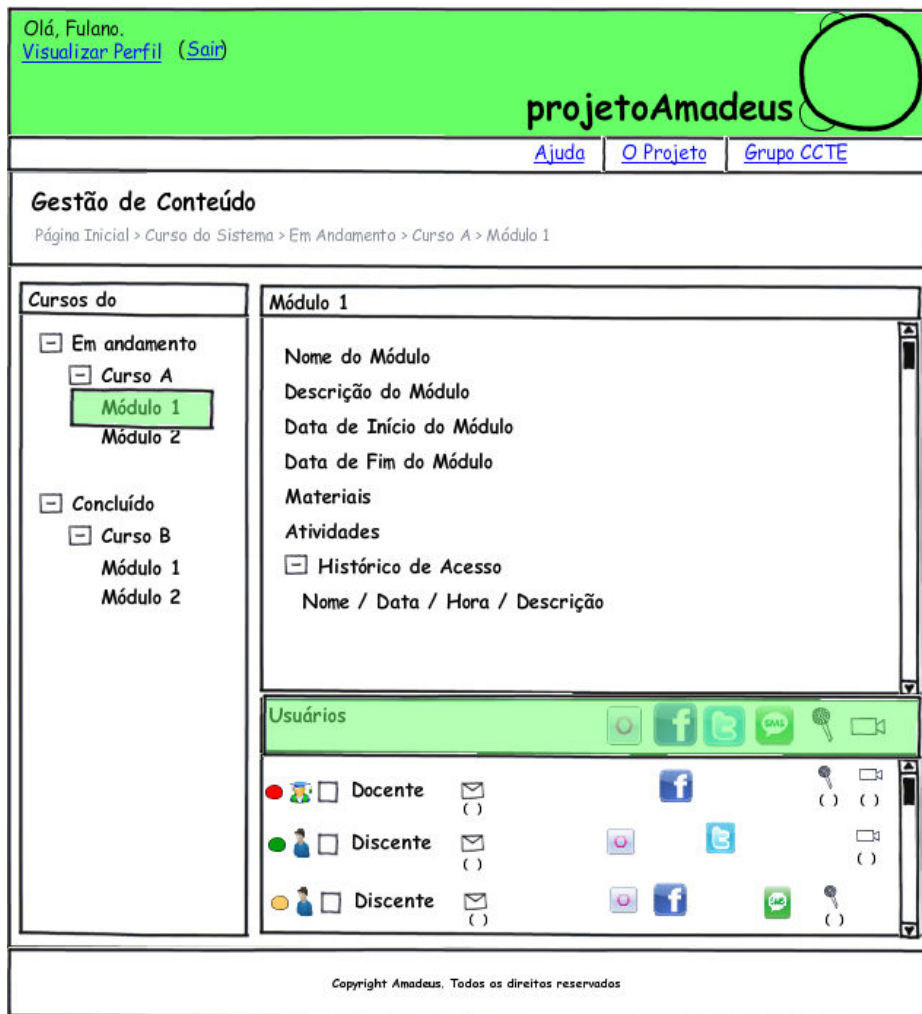 Olá, Fulano.
Visualizar Perfil (Sair)
projetoAmadeus
Ajuda O Projeto Grupo CCTE
Gestão de Conteúdo
Página Inicial > Curso do Sistema > Em Andamento > Curso A > Módulo 1
Cursos do
Em andamento
Curso A
Módulo 1
Módulo 2
Concluído
Curso B
Módulo 1
Módulo 2
Módulo 1
Nome do Módulo
Descrição do Módulo
Data de Início do Módulo
Data de Fim do Módulo
Materiais
Atividades
Histórico de Acesso
Nome / Data / Hora / Descrição
Usuários
SMS
Docente
( ) ( ) ( )
Discente
( ) ( )
Discente
SMS
( ) ( )
Copyright Amadeus. Todos os direitos reservados